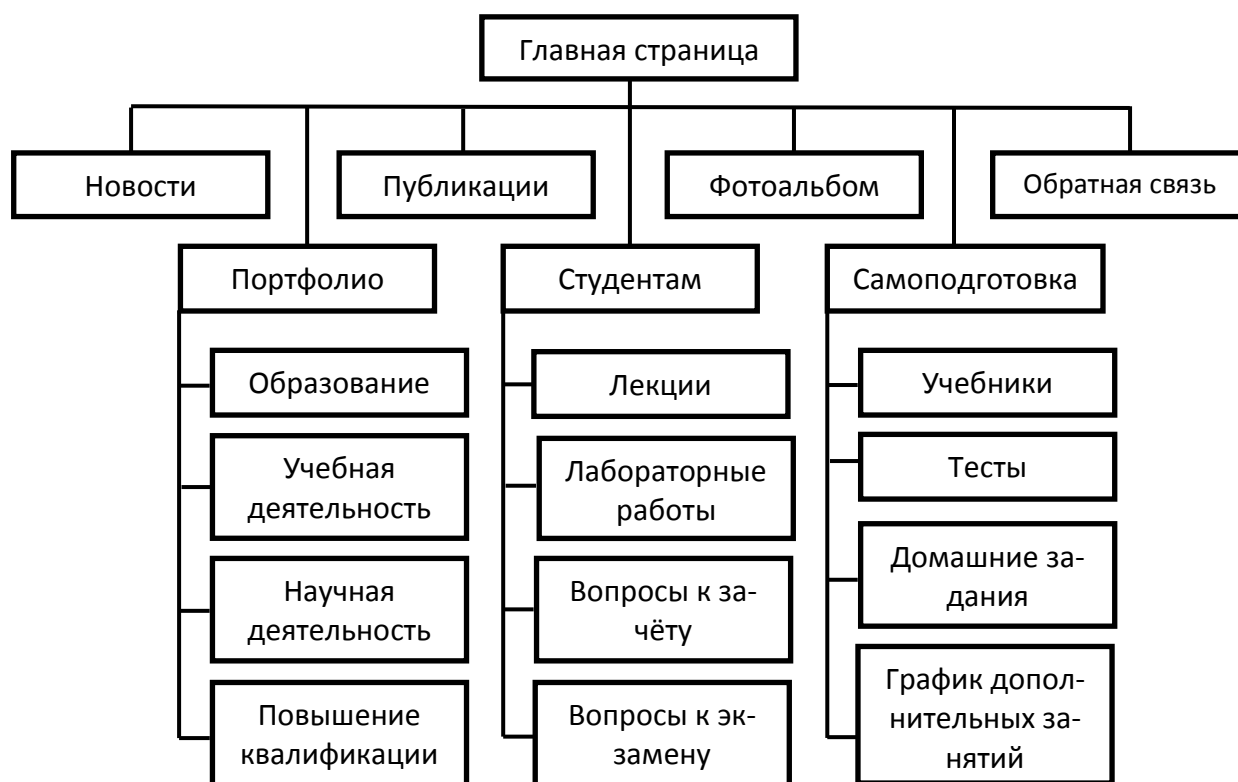 Главная страница
Новости
Публикации
Фотоальбом
Обратная связь
Портфолио
Студентам
Самоподготовка
Образование
Учебная
деятельность
Научная
деятельность
Повышение
квалификации
Лекции
Лабораторные
работы
Вопросы к за-
чёту
Вопросы к эк-
замену
Учебники
Тесты
Домашние за-
дания
График допол-
нительных за-
нятий